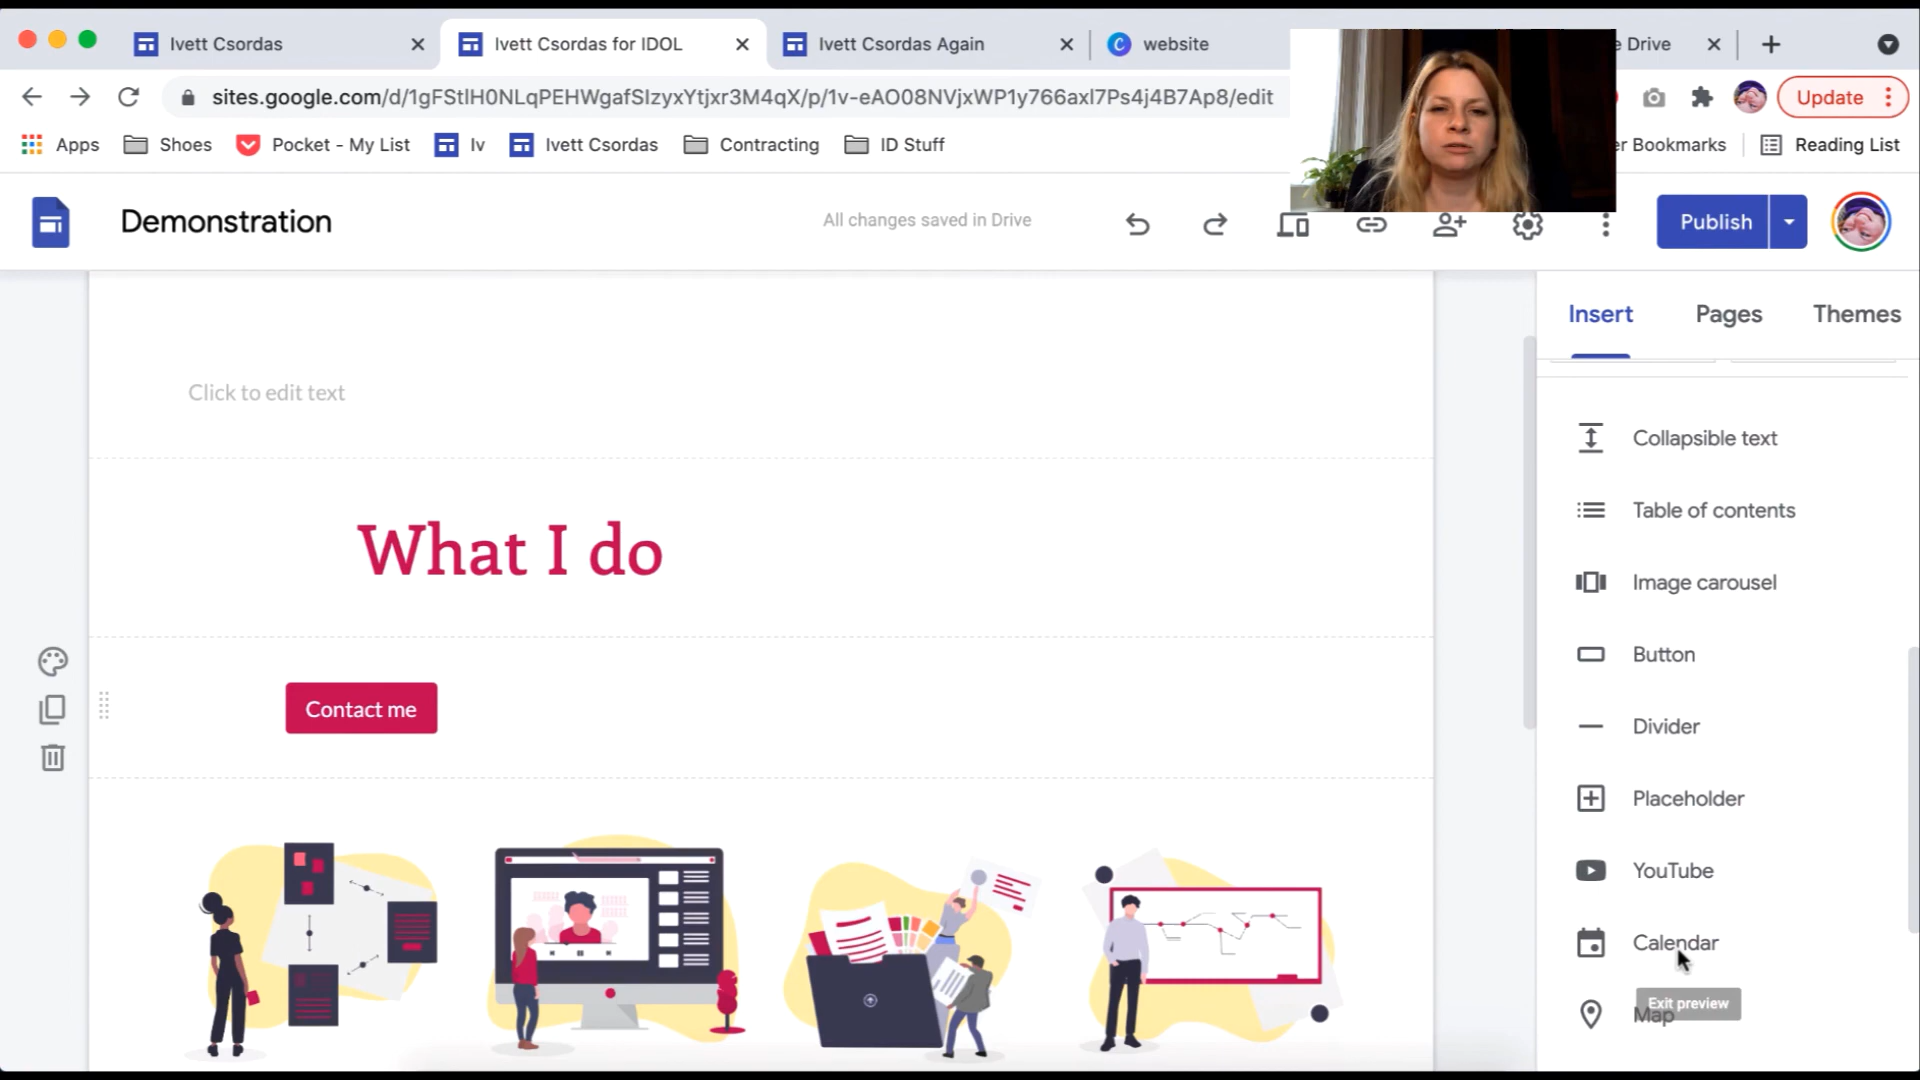 Ivett Csordas
Ivett Csordas for IDOL
Ivett Csordas Again
website
e Drive
sites.google.com/d/1gFStlH0NLqPEHWgafSIzyxYtjxr3M4qX/p/1v-eAO08NVjxWP1y766axl7Ps4j4B7Ap8/edit
Update
Apps
Shoes
Pocket - My List
Iv
Ivett Csordas
Contracting
ID Stuff
er Bookmarks
Reading List
Demonstration
All changes saved in Drive
Publish
Insert
Pages
Themes
Click to edit text
What I do
Contact me
Collapsible text
Table of contents
Image carousel
Button
Divider
Placeholder
YouTube
Calendar
Exit preview
Map